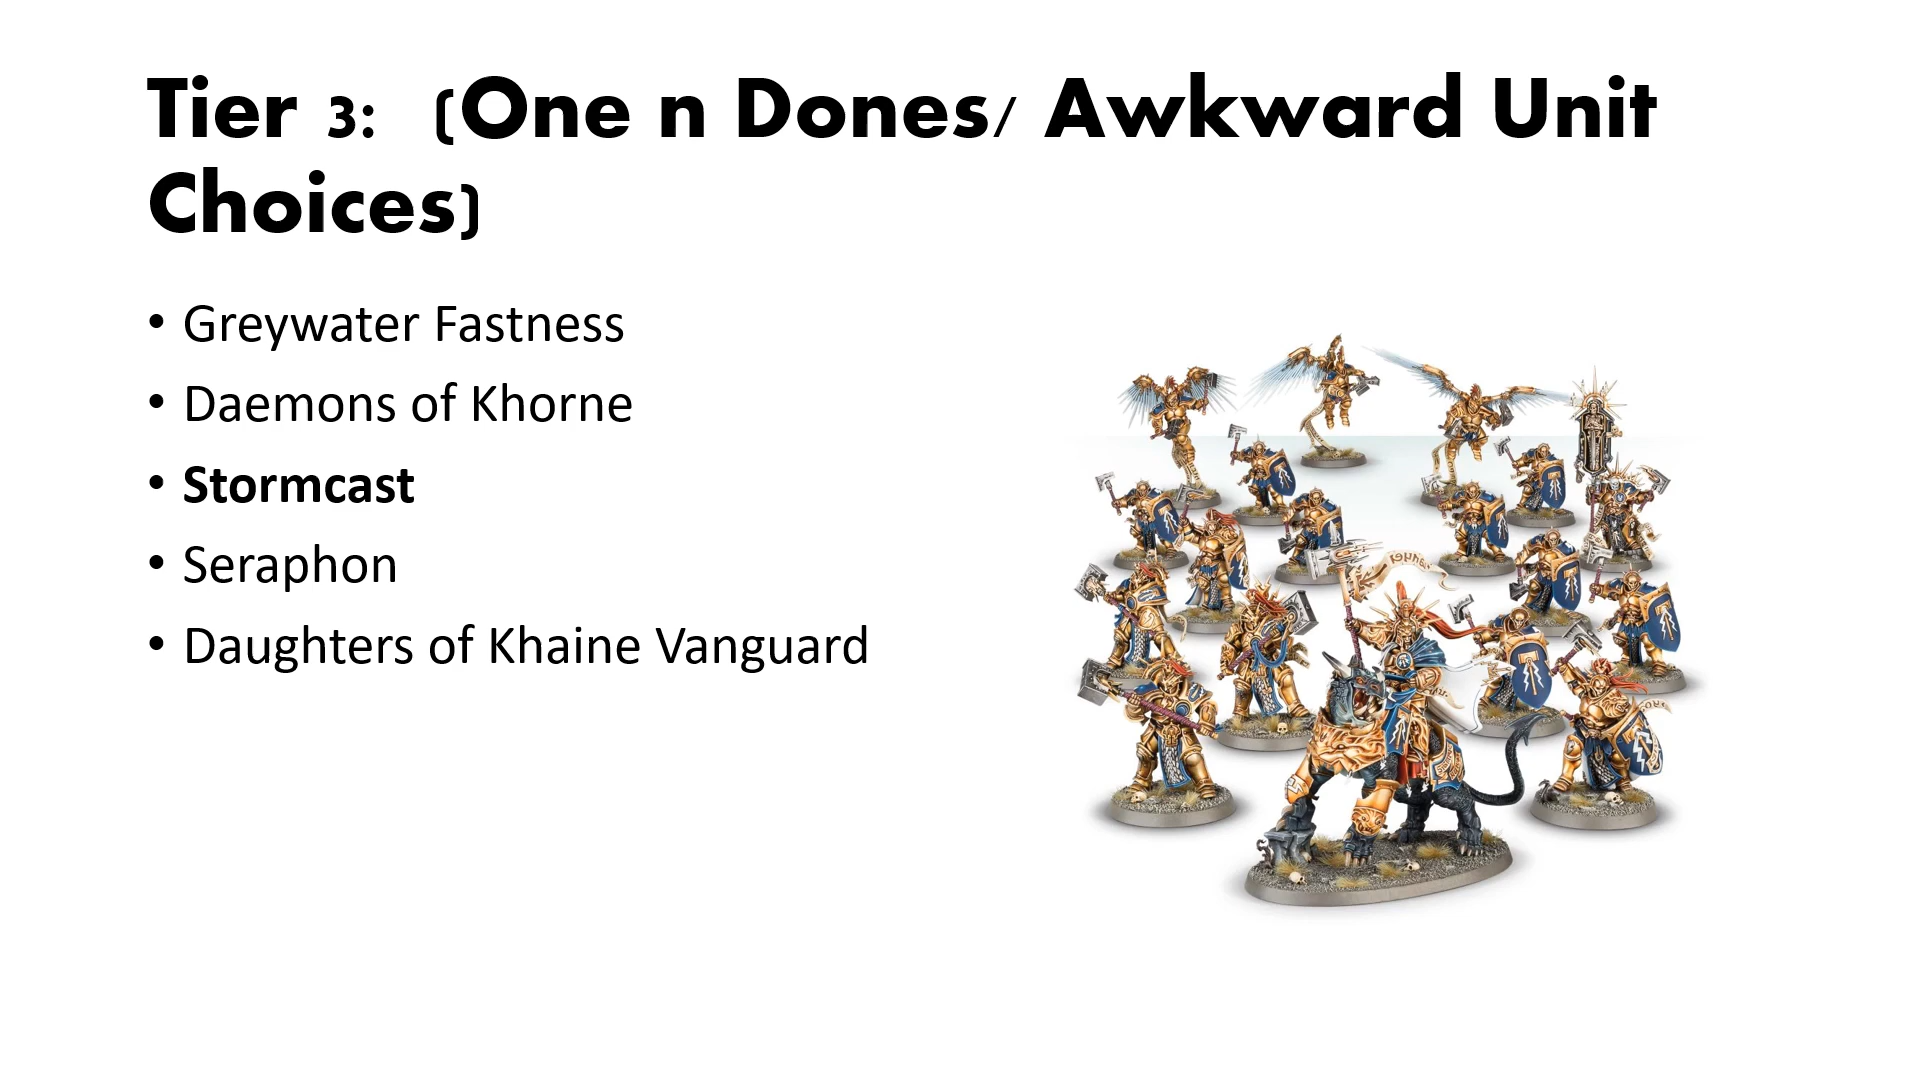 Tier 3: (One n Dones/ Awkward Unit
Choices)
• Greywater Fastness
• Daemons of Khorne
• Stormcast
• Seraphon
• Daughters of Khaine Vanguard